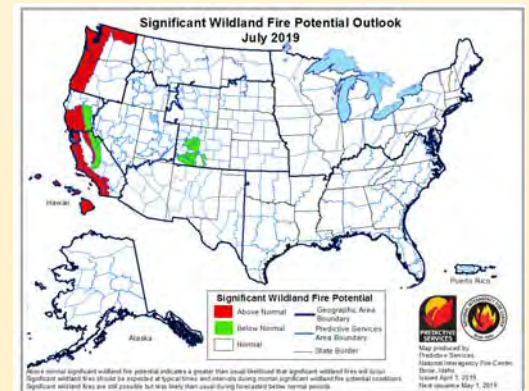 Significant Wildland Fire Potential Outlook
July 2019
Hawaii
Alaska
Puerto Rico
Significant Wildland Fire Potential
Above Normal
Below Normal
Normal
Geographic Area
Boundary
Predictive Services
Area Boundary
State Border
PREDICTIVE
SERVICES
Map produced by
Predictive Services,
National Interagency Fire Center
Boise, Idaho
Issued April 1, 2019
Next issuance May 1, 2019
Above normal significant wildland fire potential indicates a greater than usual likelihood that significant wildland fires will occur.
Significant wildland fires should be expected at typical times and intervals during normal significant wildland fire potential conditions.
Significant wildland fires are still possible but less likely than usual during forecasted below normal periods.